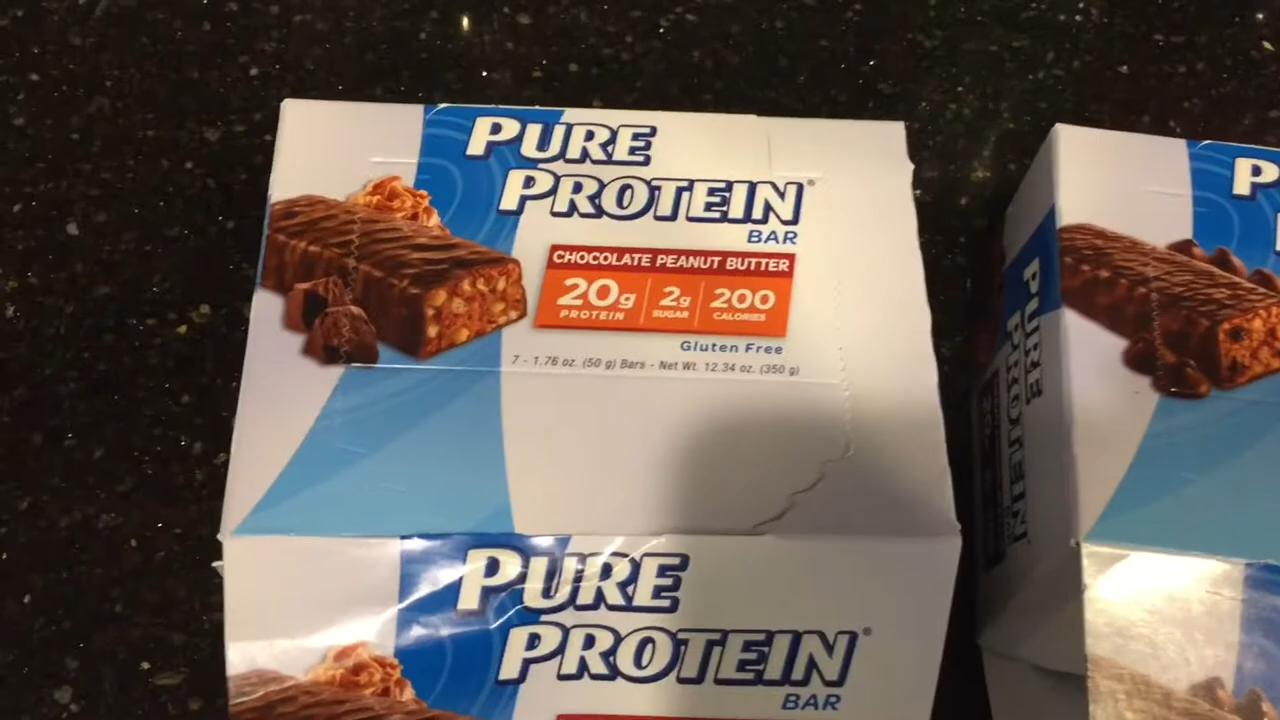 PURE
PROTEIN®
BAR
CHOCOLATE PEANUT BUTTER
20g
PROTEIN
2g
SUGAR
200
CALORIES
Gluten Free
7 - 1.76 oz. (50 g) Bars - Net Wt. 12.34 oz. (350 g)
PURE
PROTEIN®
BAR
P
PURE
PROTEIN